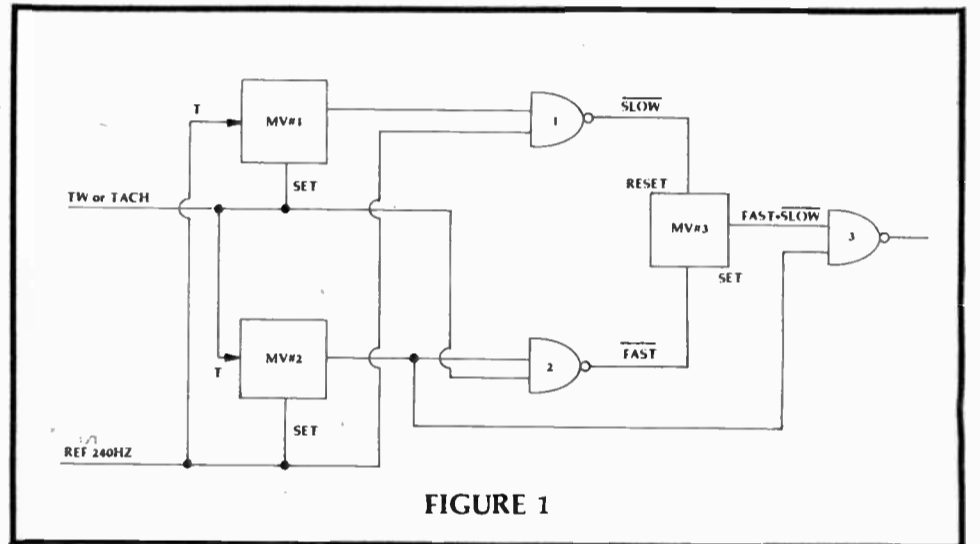 T
MV#1
1
SLOW
SET
RESET
TW or TACH
MV#3
FAST•SLOW
3
SET
MV#2
T
2
FAST
SET
REF 240HZ
FIGURE 1